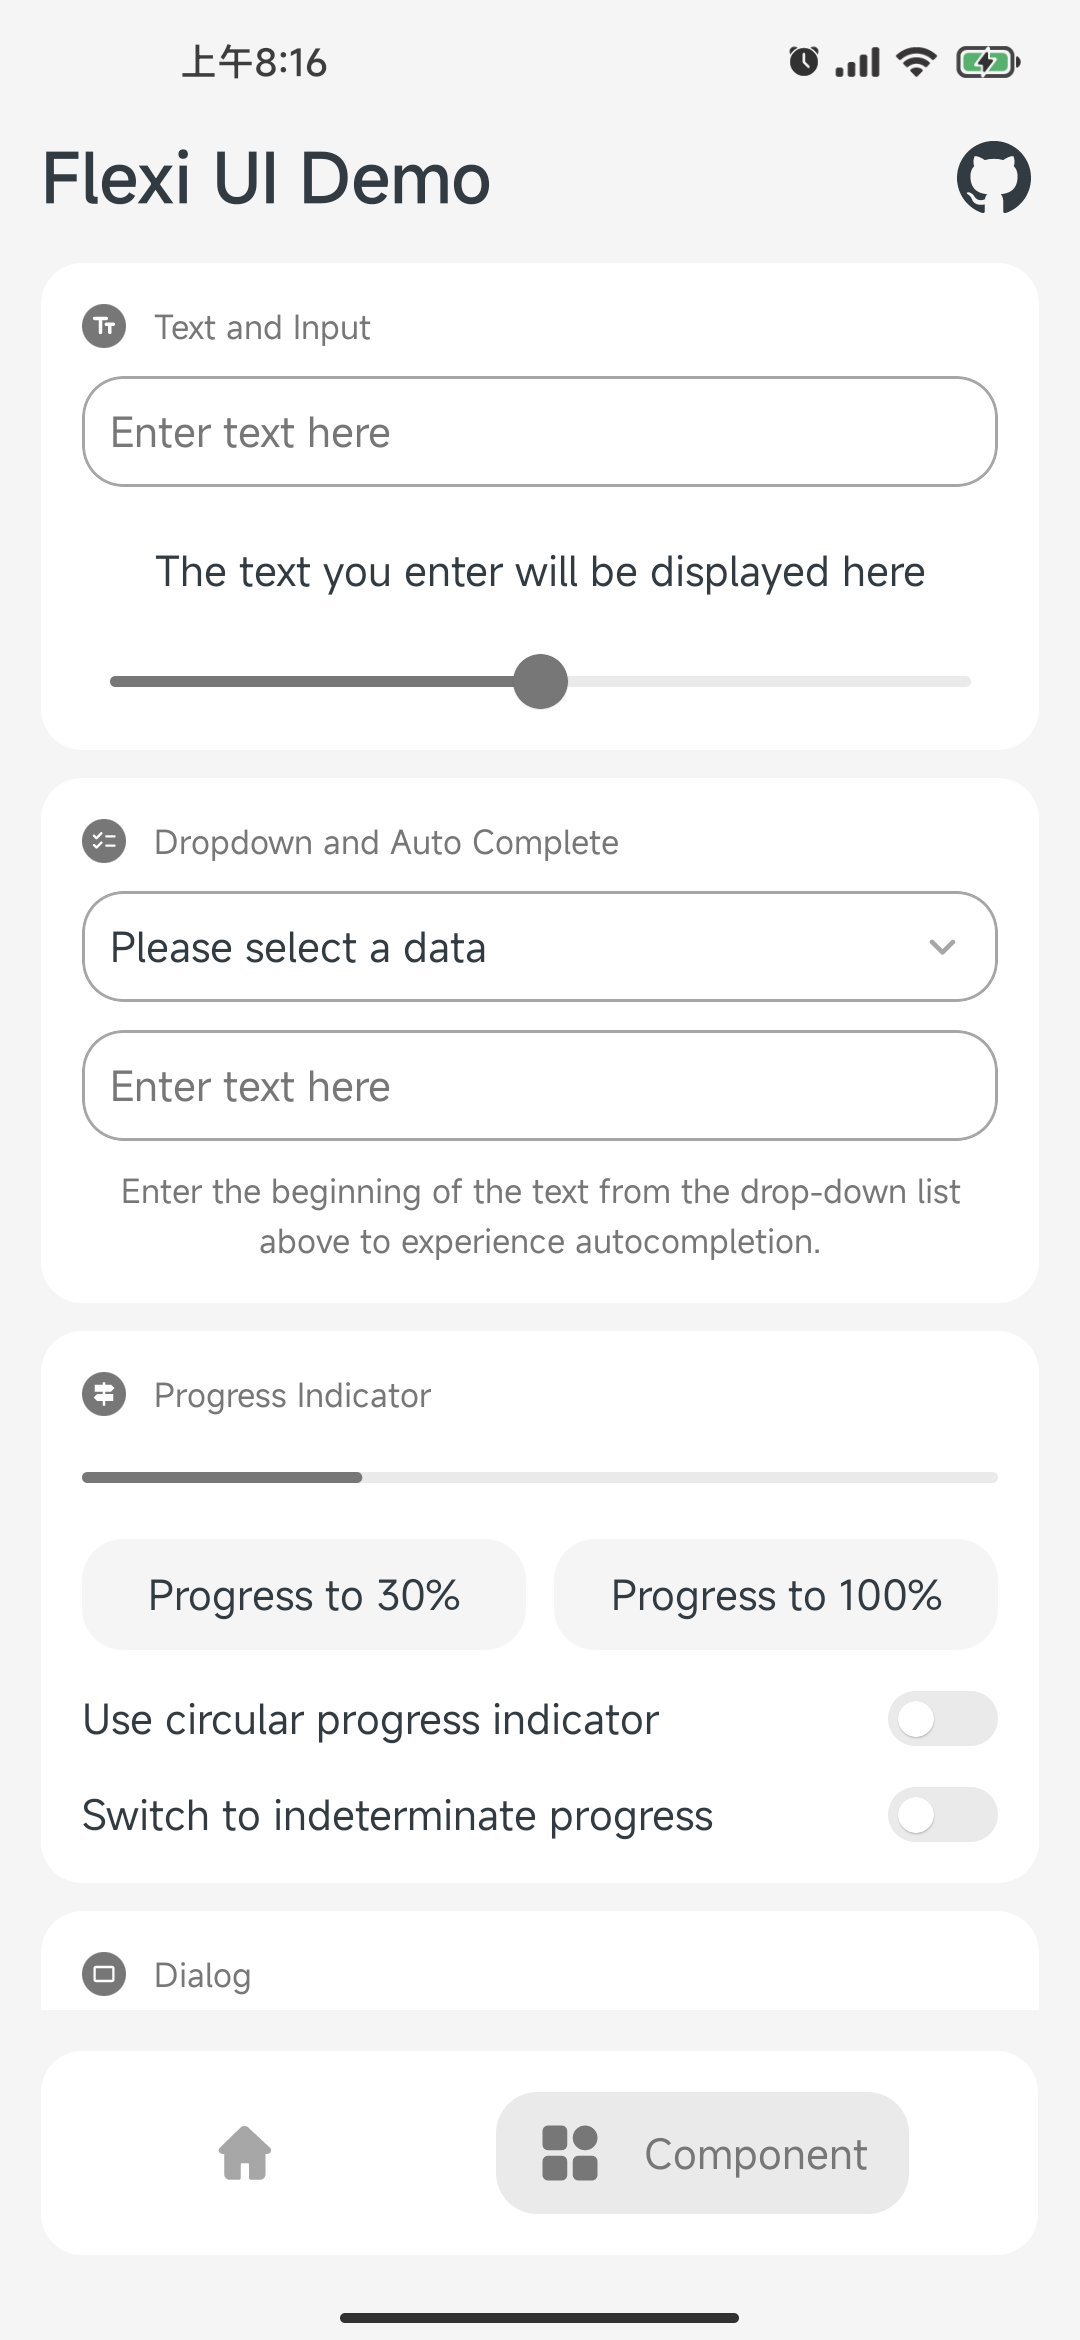 上午8:16
Flexi UI Demo
Text and Input
Enter text here
The text you enter will be displayed here
Dropdown and Auto Complete
Please select a data
Enter text here
Enter the beginning of the text from the drop-down list
above to experience autocompletion.
Progress Indicator
Progress to 30%
Progress to 100%
Use circular progress indicator
Switch to indeterminate progress
Dialog
Component